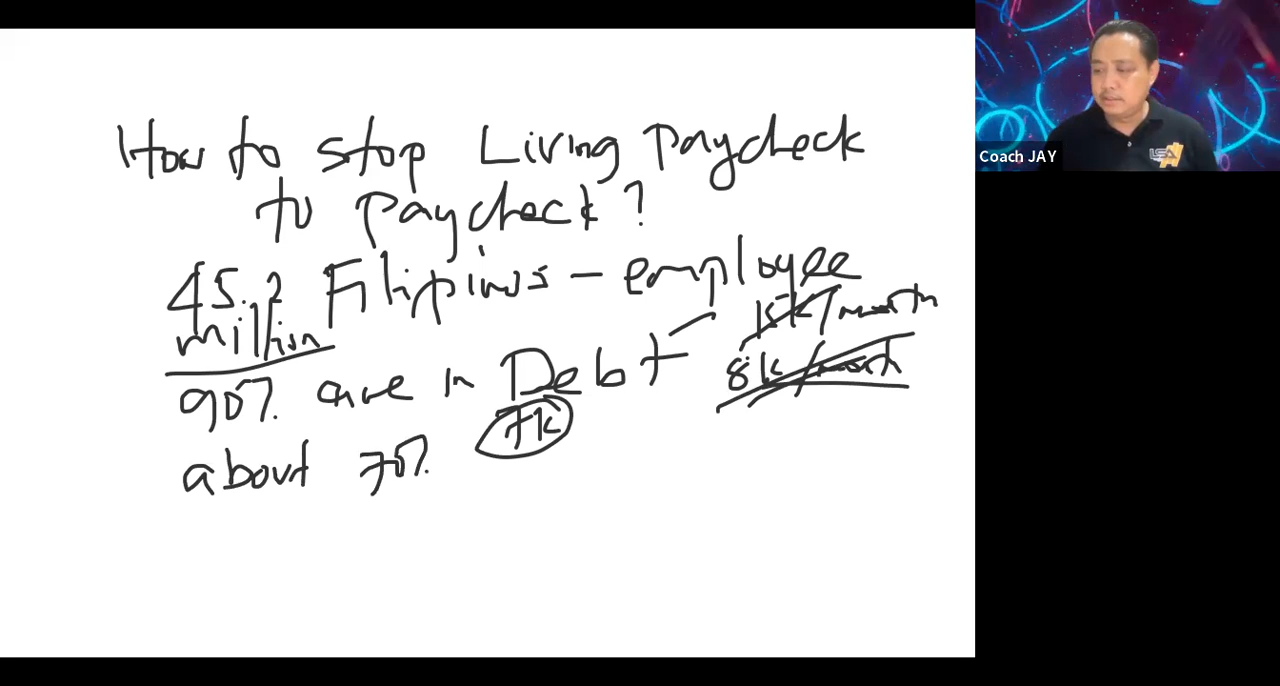 How to stop Living Paycheck
to Paycheck?
45.2 Filipinos - employee
million
15k/month
90% are in Debt - 8k/month
7k
about 70%
Coach JAY